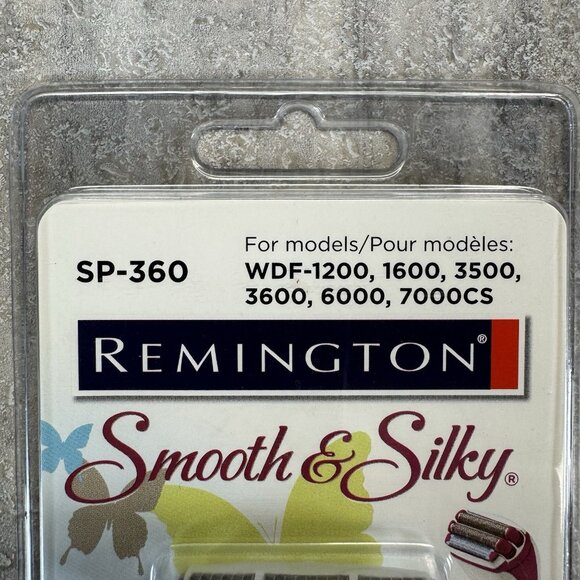 For models/Pour modèles:
SP-360
WDF-1200, 1600, 3500,
3600, 6000, 7000CS
REMINGTON®
Smooth & Silky®